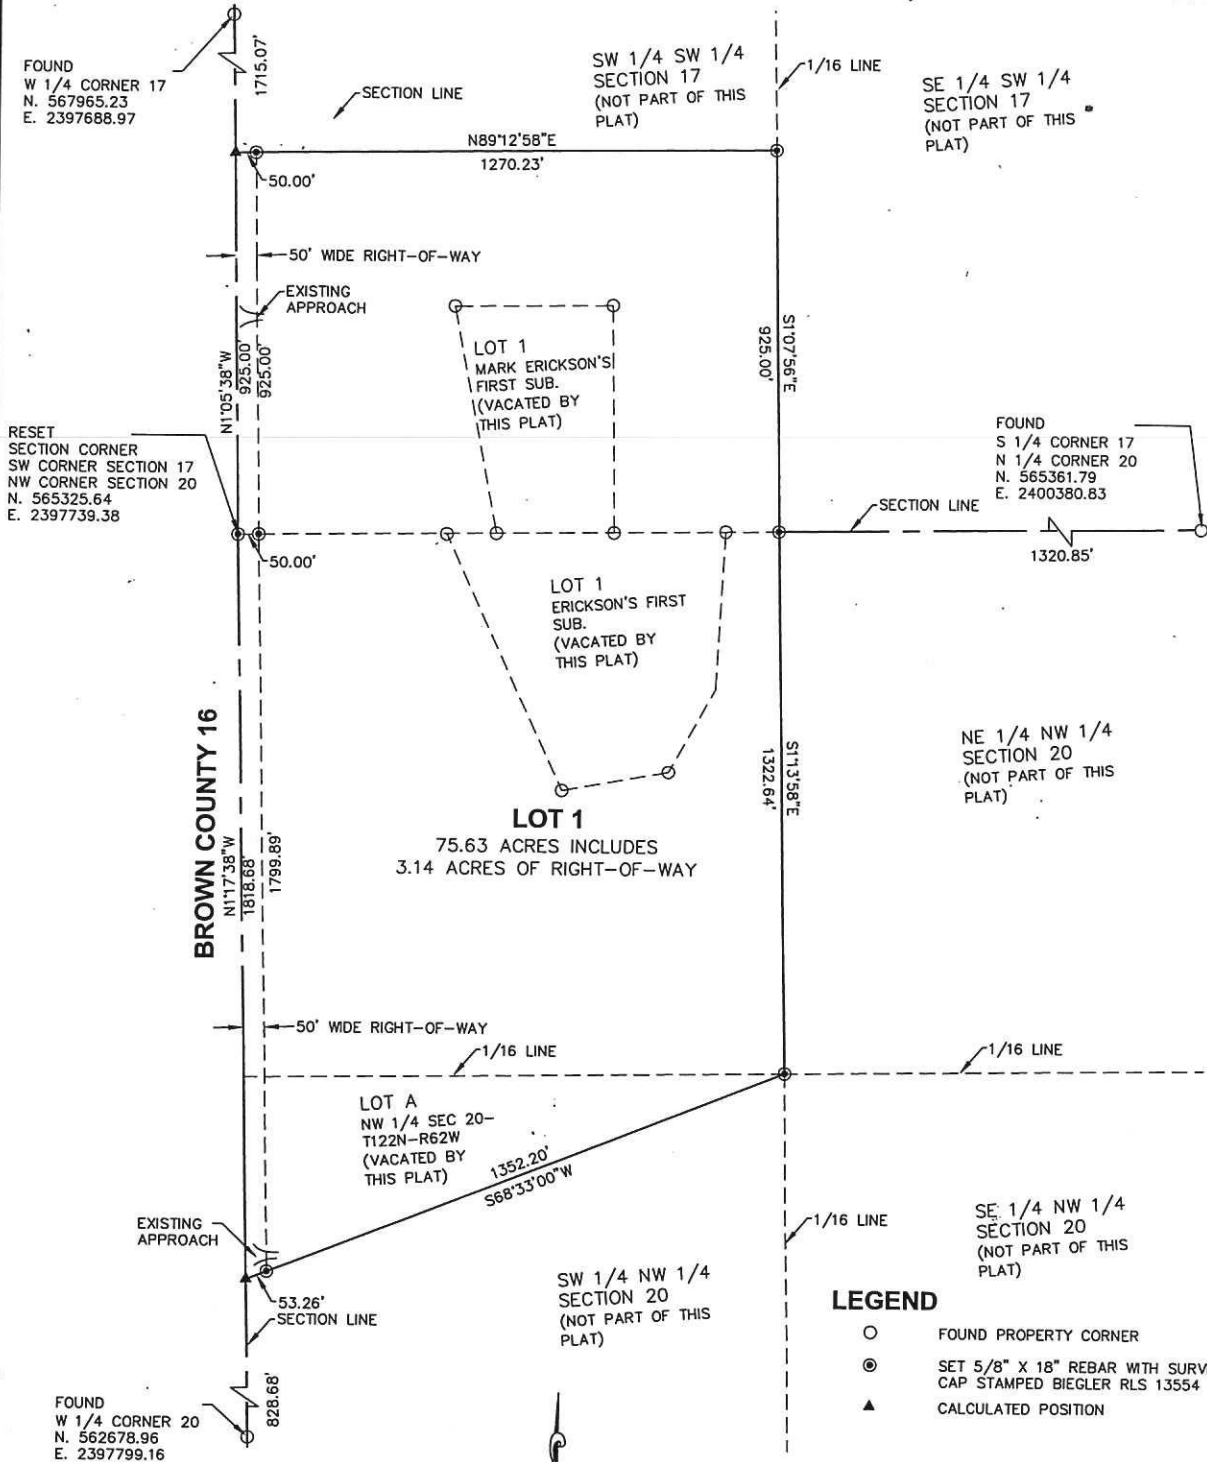 FOUND
W 1/4 CORNER 17
N. 567965.23
E. 2397688.97
1715.07'
SECTION LINE
SW 1/4 SW 1/4
SECTION 17
(NOT PART OF THIS
PLAT)
1/16 LINE
SE 1/4 SW 1/4
SECTION 17
(NOT PART OF THIS
PLAT)
N89°12'58"E
1270.23'
50.00'
50' WIDE RIGHT-OF-WAY
EXISTING
APPROACH
N1°05'38"W
925.00'
925.00'
LOT 1
MARK ERICKSON'S
FIRST SUB.
(VACATED BY
THIS PLAT)
S1°07'56"E
925.00'
RESET
SECTION CORNER
SW CORNER SECTION 17
NW CORNER SECTION 20
N. 565325.64
E. 2397739.38
FOUND
S 1/4 CORNER 17
N 1/4 CORNER 20
N. 565361.79
E. 2400380.83
SECTION LINE
1320.85'
50.00'
LOT 1
ERICKSON'S FIRST
SUB.
(VACATED BY
THIS PLAT)
BROWN COUNTY 16
N1°17'38"W
1818.68'
1799.89'
S1°13'58"E
1322.64'
NE 1/4 NW 1/4
SECTION 20
(NOT PART OF THIS
PLAT)
LOT 1
75.63 ACRES INCLUDES
3.14 ACRES OF RIGHT-OF-WAY
50' WIDE RIGHT-OF-WAY
1/16 LINE
1/16 LINE
LOT A
NW 1/4 SEC 20-
T122N-R62W
(VACATED BY
THIS PLAT)
1352.20'
S68°33'00"W
EXISTING
APPROACH
1/16 LINE
SE 1/4 NW 1/4
SECTION 20
(NOT PART OF THIS
PLAT)
53.26'
SECTION LINE
SW 1/4 NW 1/4
SECTION 20
(NOT PART OF THIS
PLAT)
FOUND
W 1/4 CORNER 20
N. 562678.96
E. 2397799.16
828.68'
LEGEND
FOUND PROPERTY CORNER
SET 5/8" X 18" REBAR WITH SURV
CAP STAMPED BIEGLER RLS 13554
CALCULATED POSITION